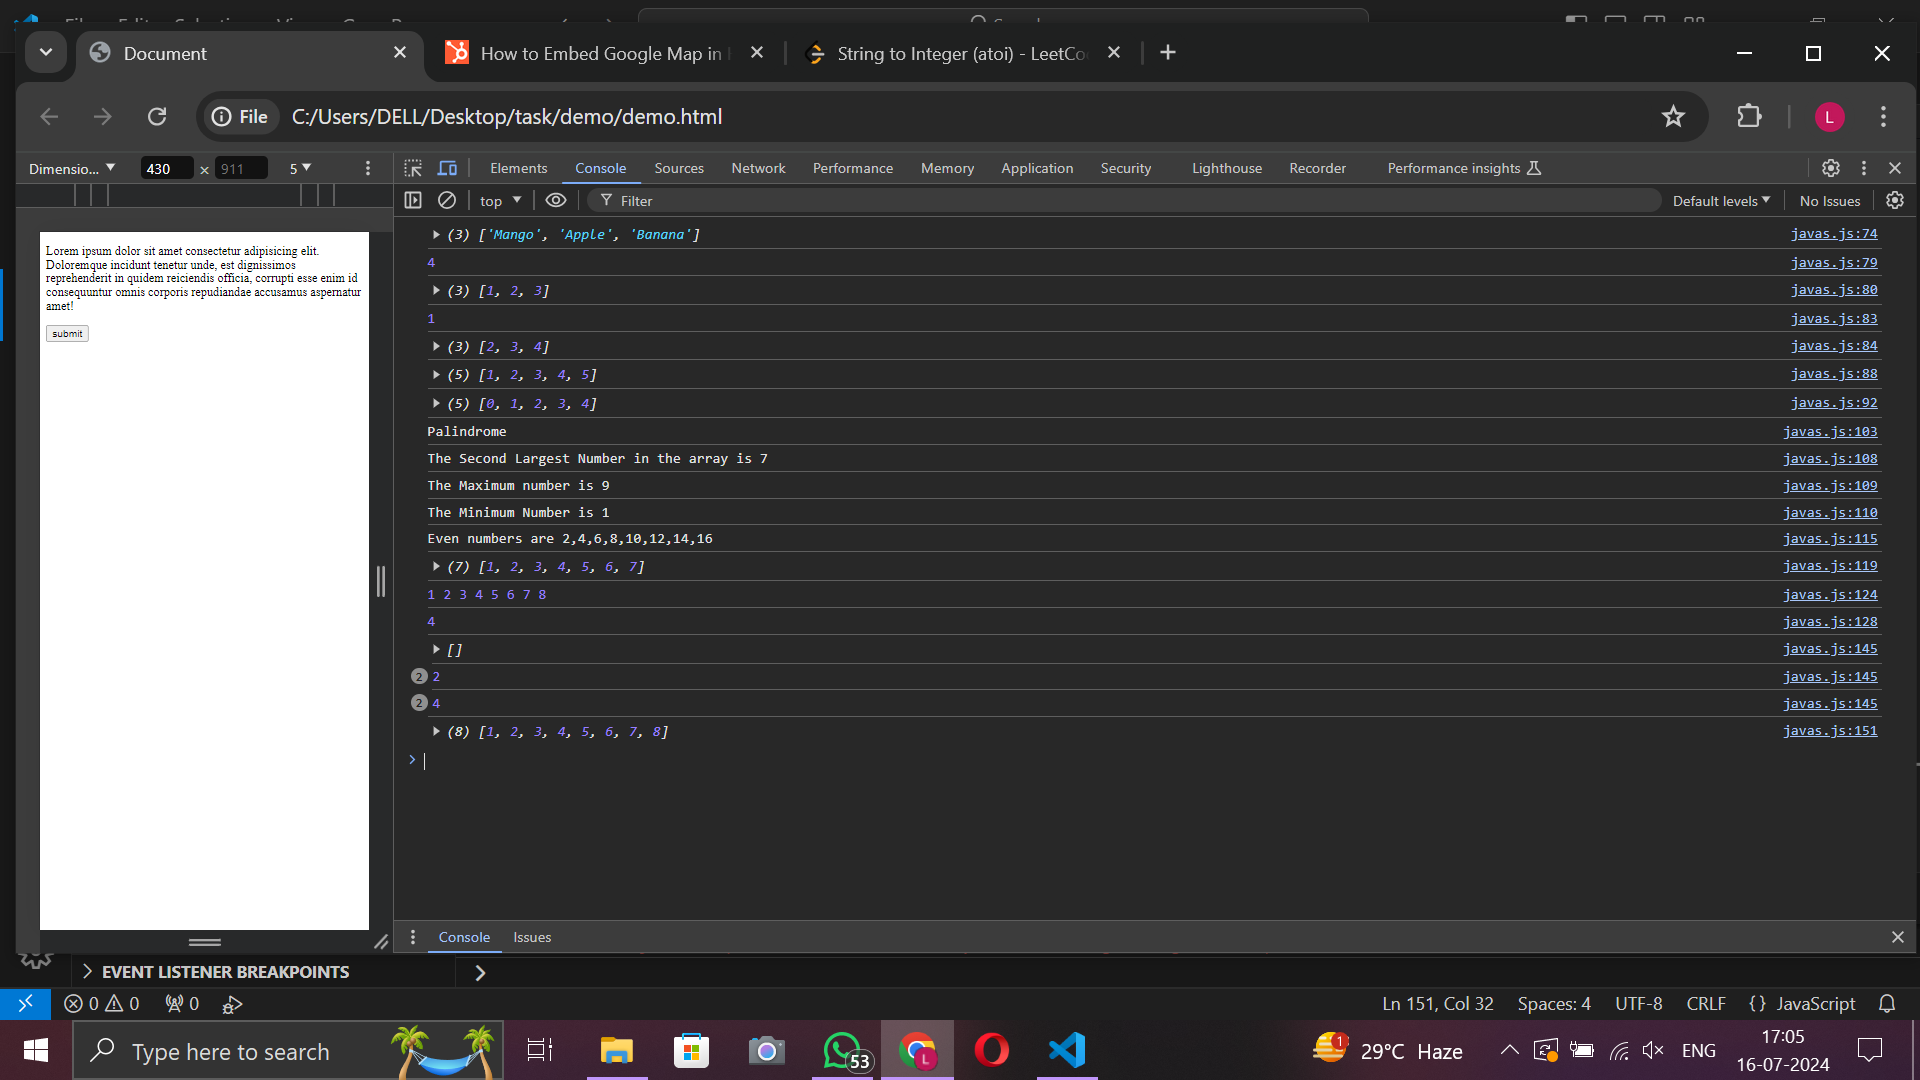 Document
How to Embed Google Map in
String to Integer (atoi) - LeetCo
File
C:/Users/DELL/Desktop/task/demo/demo.html
L
Dimensio...
430 × 911
5
Elements
Console
Sources
Network
Performance
Memory
Application
Security
Lighthouse
Recorder
Performance insights
top
Filter
Default levels
No Issues
Lorem ipsum dolor sit amet consectetur adipisicing elit.
Doloremque incidunt tenetur unde, est dignissimos
reprehenderit in quidem reiciendis officia, corrupti esse enim id
consequuntur omnis corporis repudiandae accusamus aspernatur
amet!
submit
(3) ['Mango', 'Apple', 'Banana'] javas.js:74
4 javas.js:79
(3) [1, 2, 3] javas.js:80
1 javas.js:83
(3) [2, 3, 4] javas.js:84
(5) [1, 2, 3, 4, 5] javas.js:88
(5) [0, 1, 2, 3, 4] javas.js:92
Palindrome javas.js:103
The Second Largest Number in the array is 7 javas.js:108
The Maximum number is 9 javas.js:109
The Minimum Number is 1 javas.js:110
Even numbers are 2,4,6,8,10,12,14,16 javas.js:115
(7) [1, 2, 3, 4, 5, 6, 7] javas.js:119
1 2 3 4 5 6 7 8 javas.js:124
4 javas.js:128
[] javas.js:145
2 2 javas.js:145
2 4 javas.js:145
(8) [1, 2, 3, 4, 5, 6, 7, 8] javas.js:151
>
Console
Issues
EVENT LISTENER BREAKPOINTS
0 0 0
Ln 151, Col 32
Spaces: 4
UTF-8
CRLF
{ } JavaScript
Type here to search
53
L
1
29°C Haze
ENG
17:05
16-07-2024